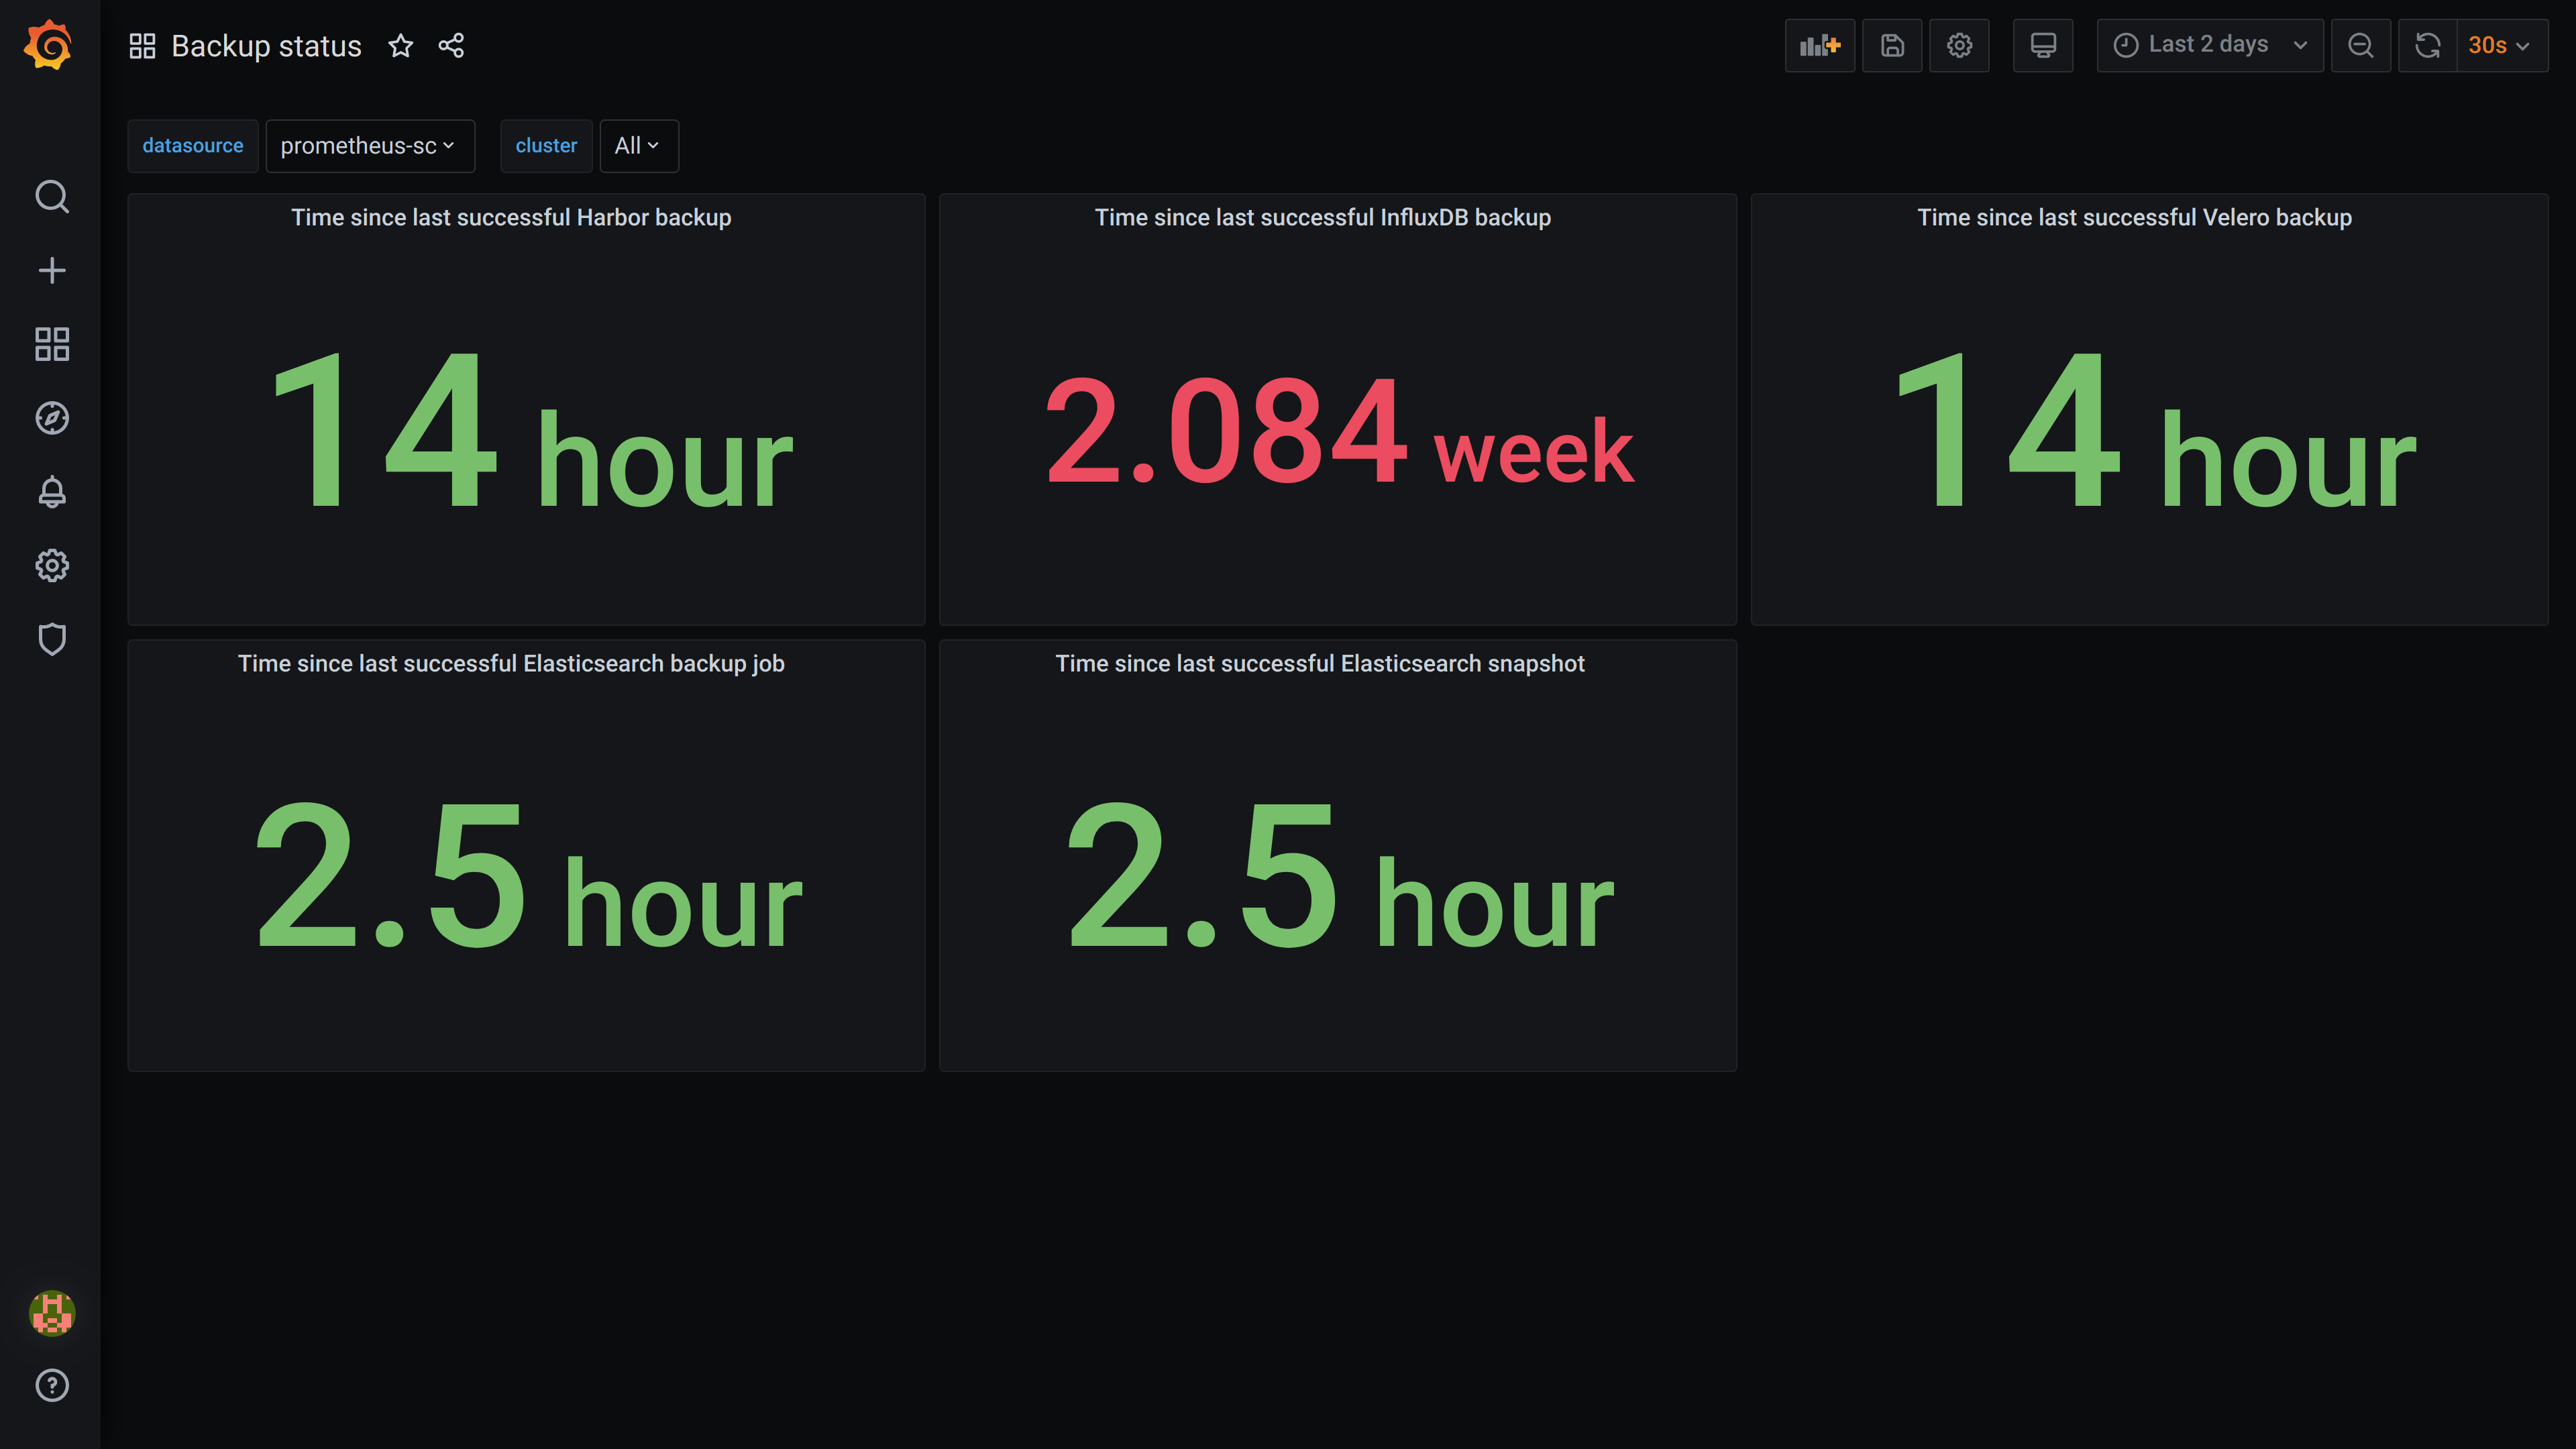 Backup status
Last 2 days
30s
datasource
prometheus-sc
cluster
All
Time since last successful Harbor backup
14 hour
Time since last successful InfluxDB backup
2.084 week
Time since last successful Velero backup
14 hour
Time since last successful Elasticsearch backup job
2.5 hour
Time since last successful Elasticsearch snapshot
2.5 hour